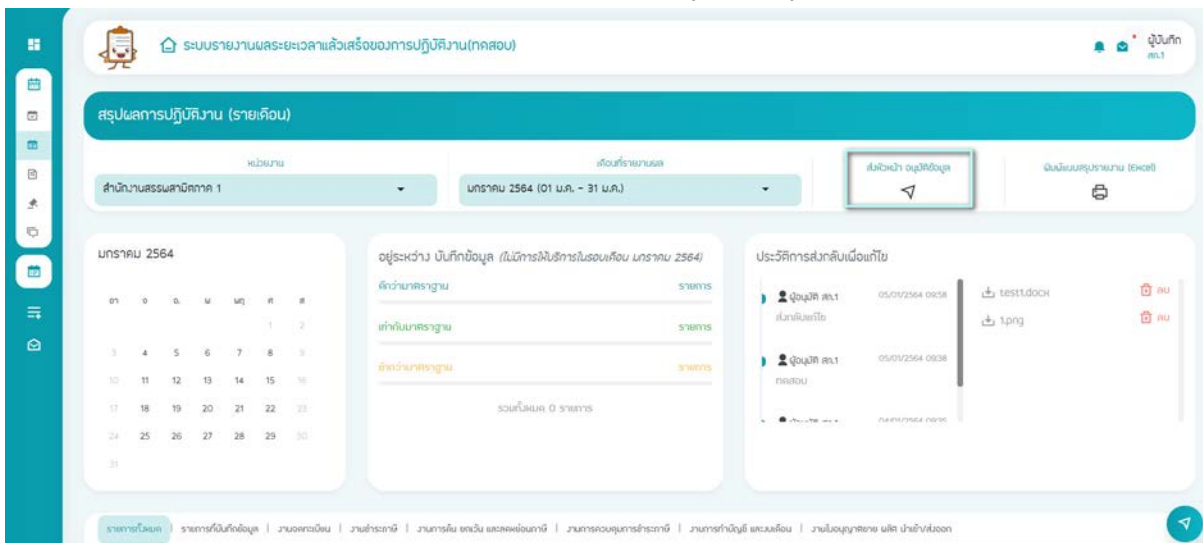 ระบบรายงานผลระยะเวลาแล้วเสร็จของการปฏิบัติงาน(ทดสอบ)
ผู้บันทึก
สภ.1
สรุปผลการปฏิบัติงาน (รายเดือน)
หน่วยงาน
สำนักงานสรรพสามิตภาค 1
เดือนที่รายงานผล
มกราคม 2564 (01 ม.ค. - 31 ม.ค.)
ส่งหัวหน้า อนุมัติข้อมูล
พิมพ์แบบสรุปรายงาน (Excel)
มกราคม 2564
อา จ อ. พ พฤ ศ ส
1 2
3 4 5 6 7 8 9
10 11 12 13 14 15 16
17 18 19 20 21 22 23
24 25 26 27 28 29 30
31
อยู่ระหว่าง บันทึกข้อมูล (ไม่มีการให้บริการในรอบเดือน มกราคม 2564)
ดีกว่ามาตราฐาน รายการ
เท่ากับมาตราฐาน รายการ
ช้ากว่ามาตราฐาน รายการ
รวมทั้งหมด 0 รายการ
ประวัติการส่งกลับเพื่อแก้ไข
ผู้อนุมัติ สภ.1 05/01/2564 09:58
ส่งกลับแก้ไข
ผู้อนุมัติ สภ.1 05/01/2564 09:38
ทดสอบ
ผู้อนุมัติ สภ.1 04/01/2564 09:35
test1.docx ลบ
1.png ลบ
รายการทั้งหมด | รายการที่บันทึกข้อมูล | งานจดทะเบียน | งานชำระภาษี | งานการคืน ยกเว้น และลดหย่อนภาษี | งานการควบคุมการชำระภาษี | งานการทำบัญชี และงบเดือน | งานใบอนุญาตขาย ผลิต นำเข้า/ส่งออก